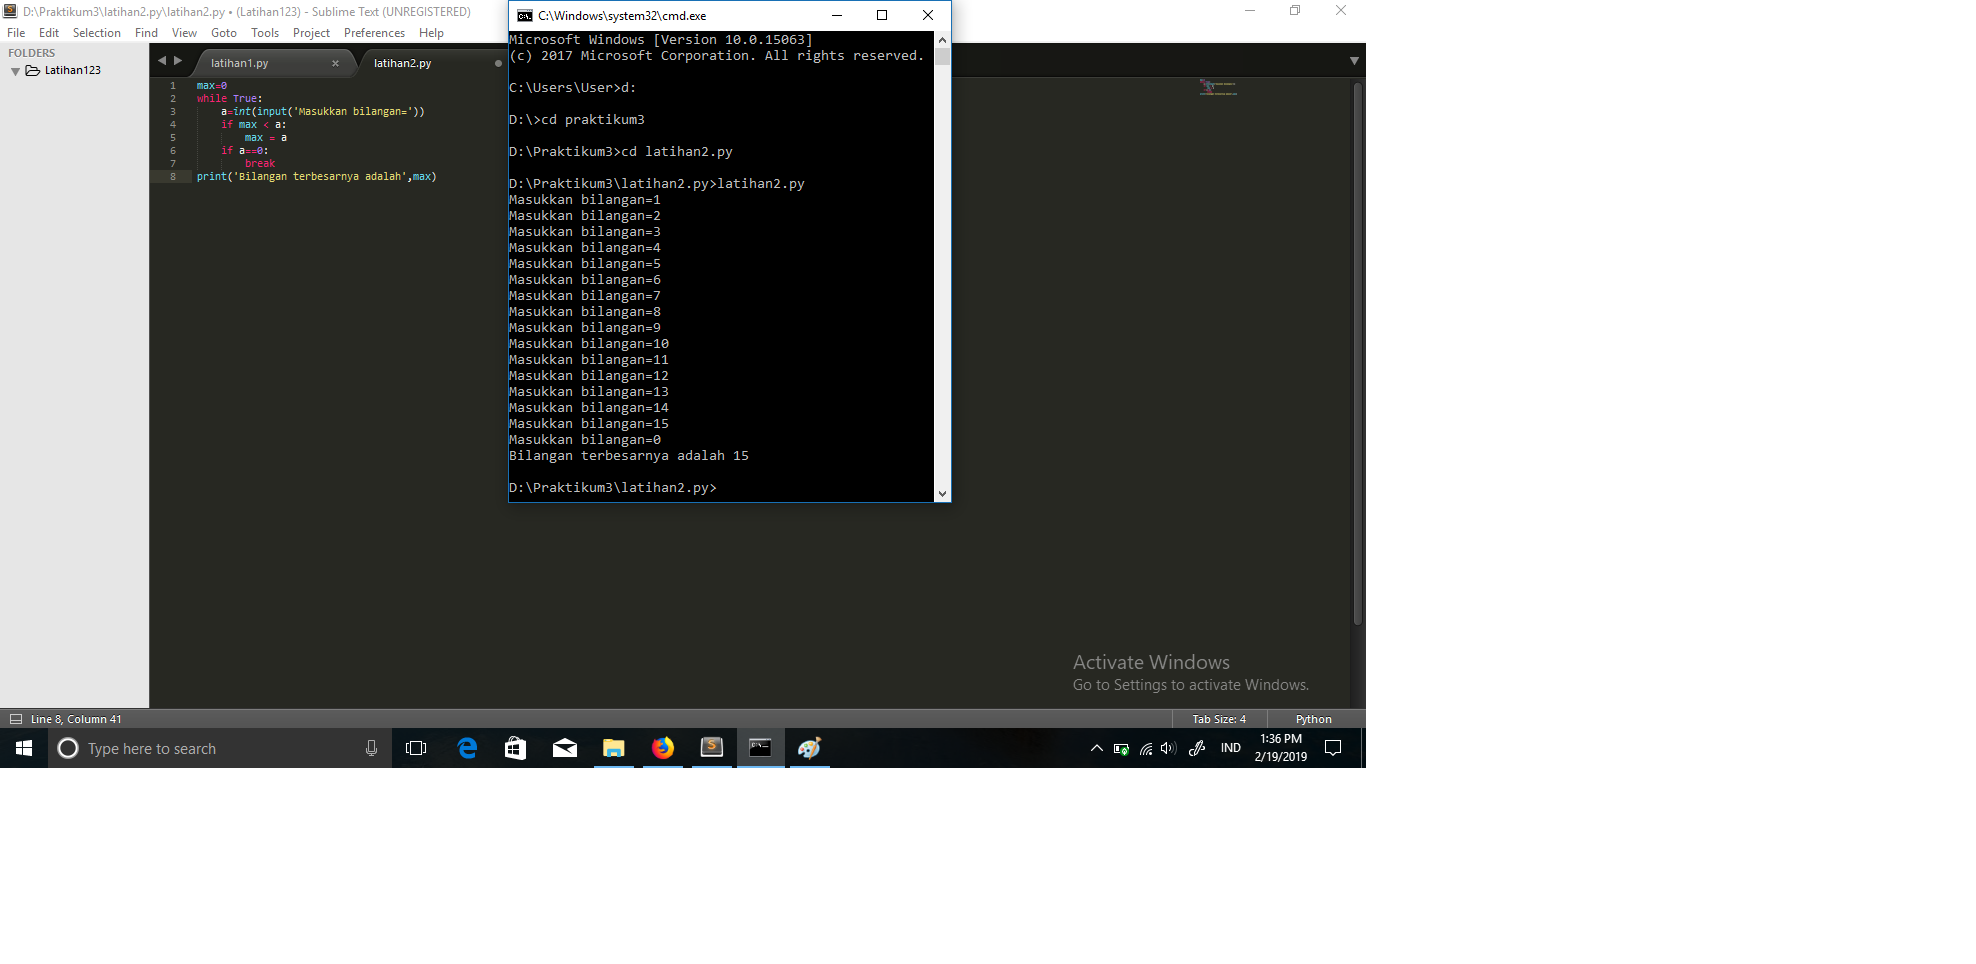 D:\Praktikum3\latihan2.py\latihan2.py • (Latihan123) - Sublime Text (UNREGISTERED)
File Edit Selection Find View Goto Tools Project Preferences Help
FOLDERS
Latihan123
latihan1.py
latihan2.py
1 max=0
2 while True:
3 a=int(input('Masukkan bilangan='))
4 if max < a:
5 max = a
6 if a==0:
7 break
8 print('Bilangan terbesarnya adalah',max)
C:\Windows\system32\cmd.exe
Microsoft Windows [Version 10.0.15063]
(c) 2017 Microsoft Corporation. All rights reserved.
C:\Users\User>d:
D:\>cd praktikum3
D:\Praktikum3>cd latihan2.py
D:\Praktikum3\latihan2.py>latihan2.py
Masukkan bilangan=1
Masukkan bilangan=2
Masukkan bilangan=3
Masukkan bilangan=4
Masukkan bilangan=5
Masukkan bilangan=6
Masukkan bilangan=7
Masukkan bilangan=8
Masukkan bilangan=9
Masukkan bilangan=10
Masukkan bilangan=11
Masukkan bilangan=12
Masukkan bilangan=13
Masukkan bilangan=14
Masukkan bilangan=15
Masukkan bilangan=0
Bilangan terbesarnya adalah 15
D:\Praktikum3\latihan2.py>
Activate Windows
Go to Settings to activate Windows.
Line 8, Column 41
Tab Size: 4
Python
Type here to search
IND
1:36 PM
2/19/2019